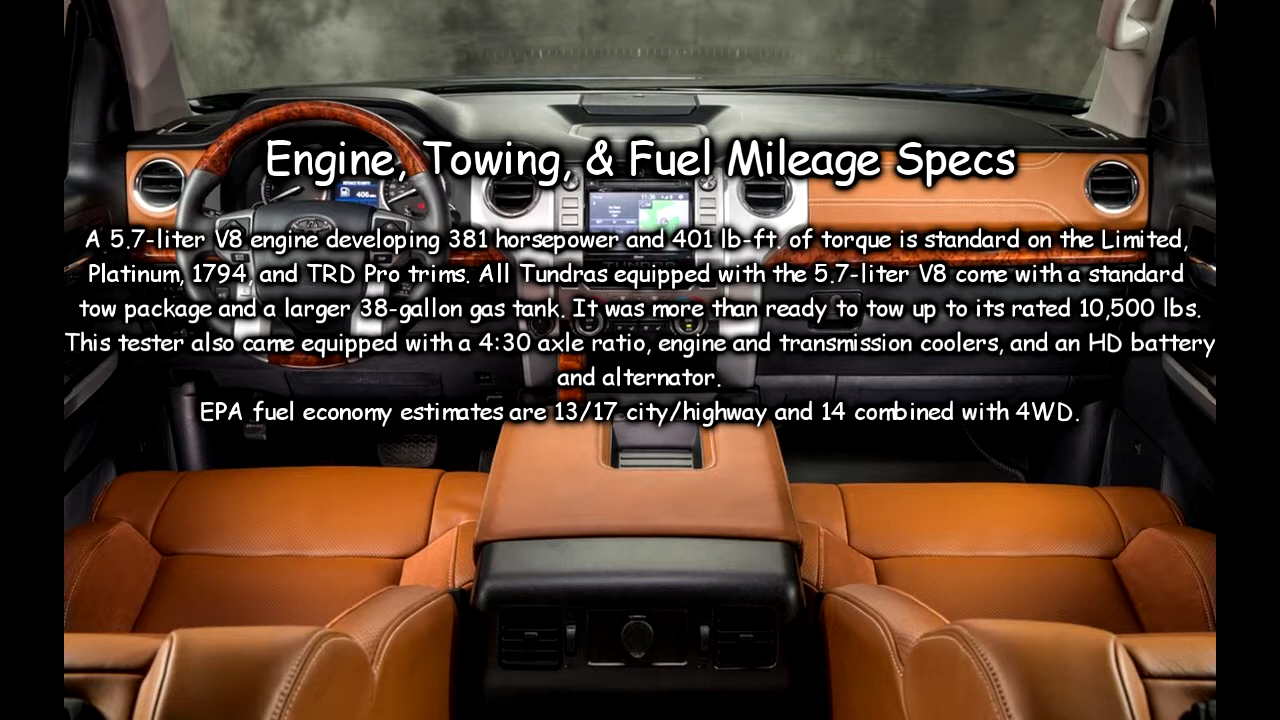 Engine, Towing, & Fuel Mileage Specs
A 5.7-liter V8 engine developing 381 horsepower and 401 lb-ft. of torque is standard on the Limited,
Platinum, 1794, and TRD Pro trims. All Tundras equipped with the 5.7-liter V8 come with a standard
tow package and a larger 38-gallon gas tank. It was more than ready to tow up to its rated 10,500 lbs.
This tester also came equipped with a 4:30 axle ratio, engine and transmission coolers, and an HD battery
and alternator.
EPA fuel economy estimates are 13/17 city/highway and 14 combined with 4WD.